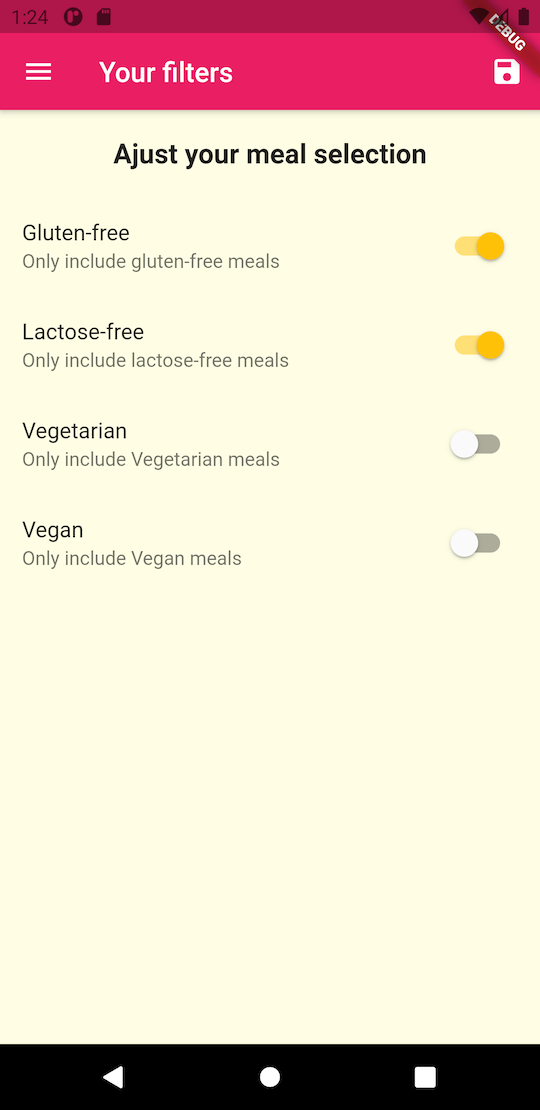 1:24
DEBUG
Your filters
Ajust your meal selection
Gluten-free
Only include gluten-free meals
Lactose-free
Only include lactose-free meals
Vegetarian
Only include Vegetarian meals
Vegan
Only include Vegan meals